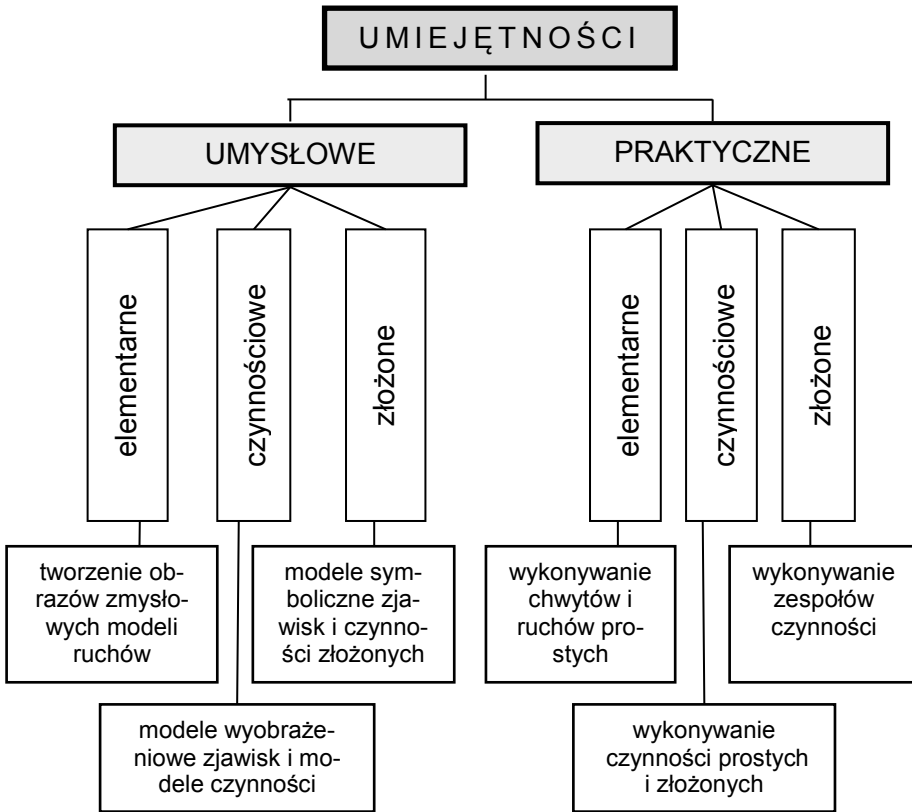 UMIEJĘTNOŚCI
UMYSŁOWE
PRAKTYCZNE
elementarne
czynnościowe
złożone
elementarne
czynnościowe
złożone
tworzenie ob-
razów zmysło-
wych modeli
ruchów
modele sym-
boliczne zja-
wisk i czynno-
ści złożonych
wykonywanie
chwytów i
ruchów pro-
stych
wykonywanie
zespołów
czynności
modele wyobraże-
niowe zjawisk i mo-
dele czynności
wykonywanie
czynności prostych
i złożonych